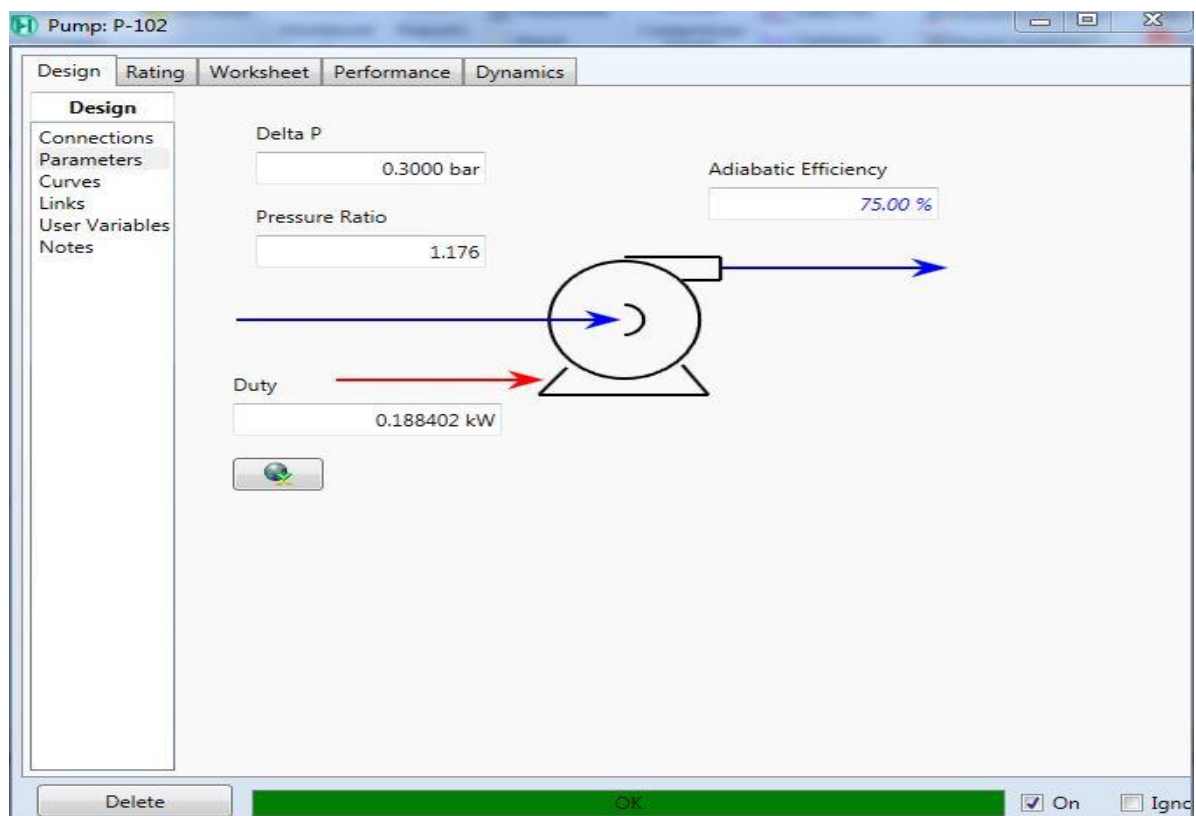 Pump: P-102
Design Rating Worksheet Performance Dynamics
Design
Connections
Parameters
Curves
Links
User Variables
Notes
Delta P
0.3000 bar
Pressure Ratio
1.176
Adiabatic Efficiency
75.00 %
Duty
0.188402 kW
Delete
OK
On
Igno